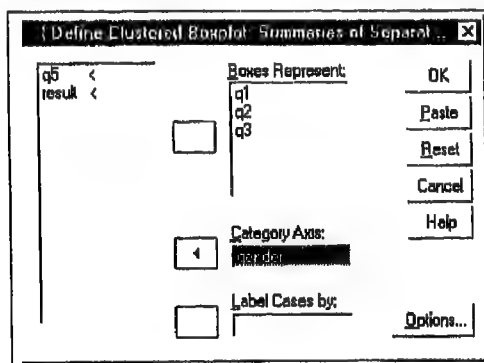 Define Clustered Boxplot: Summaries of Separat...
q5 <
result <
Boxes Represent:
q1
q2
q3
Category Axis:
gender
Label Cases by:
OK
Paste
Reset
Cancel
Help
Options...